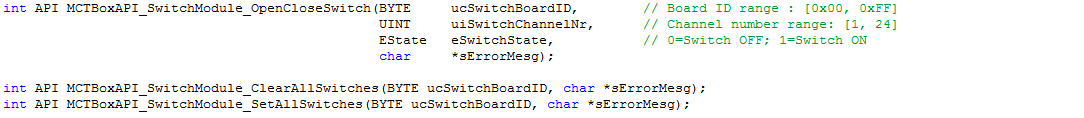 int API MCTBoxAPI_SwitchModule_OpenCloseSwitch(BYTE     ucSwitchBoardID,        // Board ID range : [0x00, 0xFF]
                                               UINT     uiSwitchChannelNr,      // Channel number range: [1, 24]
                                               EState   eSwitchState,           // 0=Switch OFF; 1=Switch ON
                                               char     *sErrorMesg);
int API MCTBoxAPI_SwitchModule_ClearAllSwitches(BYTE ucSwitchBoardID, char *sErrorMesg);
int API MCTBoxAPI_SwitchModule_SetAllSwitches(BYTE ucSwitchBoardID, char *sErrorMesg);